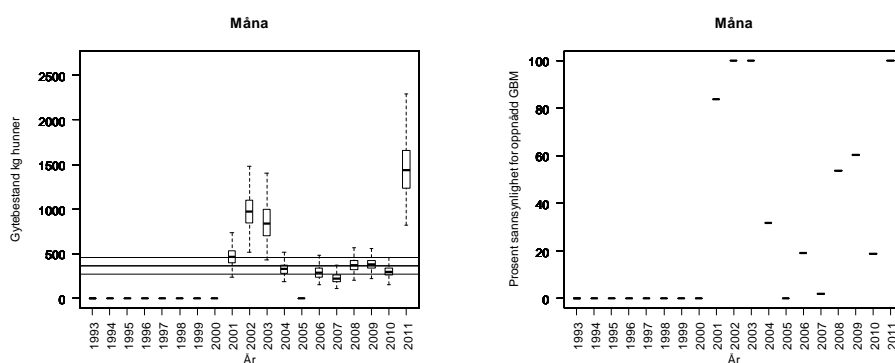 Måna
Gytebestand kg hunner
2500
2000
1500
1000
500
0
1993 1994 1995 1996 1997 1998 1999 2000 2001 2002 2003 2004 2005 2006 2007 2008 2009 2010 2011
År
Måna
Prosent sannsynlighet for oppnådd GBM
100
80
60
40
20
0
1993 1994 1995 1996 1997 1998 1999 2000 2001 2002 2003 2004 2005 2006 2007 2008 2009 2010 2011
År